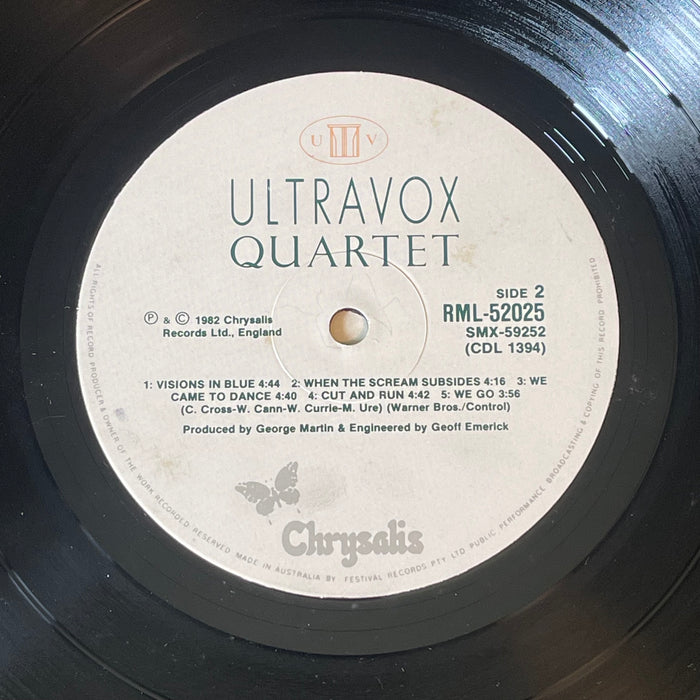 U V
ULTRAVOX
QUARTET
SIDE 2
RML-52025
SMX-59252
(CDL 1394)
Ⓟ & © 1982 Chrysalis
Records Ltd., England
1: VISIONS IN BLUE 4:44 2: WHEN THE SCREAM SUBSIDES 4:16 3: WE
CAME TO DANCE 4:40 4: CUT AND RUN 4:42 5: WE GO 3:56
(C. Cross-W. Cann-W. Currie-M. Ure) (Warner Bros./Control)
Produced by George Martin & Engineered by Geoff Emerick
Chrysalis
ALL RIGHTS OF RECORD PRODUCER & OWNER OF THE WORK RECORDED RESERVED MADE IN AUSTRALIA BY FESTIVAL RECORDS PTY LTD PUBLIC PERFORMANCE BROADCASTING & COPYING OF THIS RECORD PROHIBITED